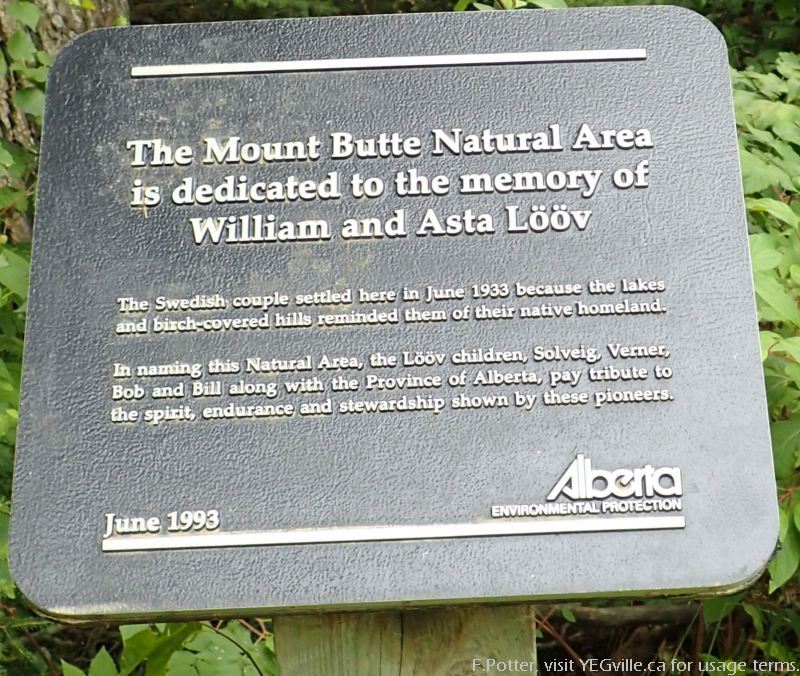 The Mount Butte Natural Area
is dedicated to the memory of
William and Asta Lööv
The Swedish couple settled here in June 1933 because the lakes
and birch-covered hills reminded them of their native homeland.
In naming this Natural Area, the Lööv children, Solveig, Verner,
Bob and Bill along with the Province of Alberta, pay tribute to
the spirit, endurance and stewardship shown by these pioneers.
June 1993
Alberta
ENVIRONMENTAL PROTECTION
F.Potter, visit YEGville.ca for usage terms.